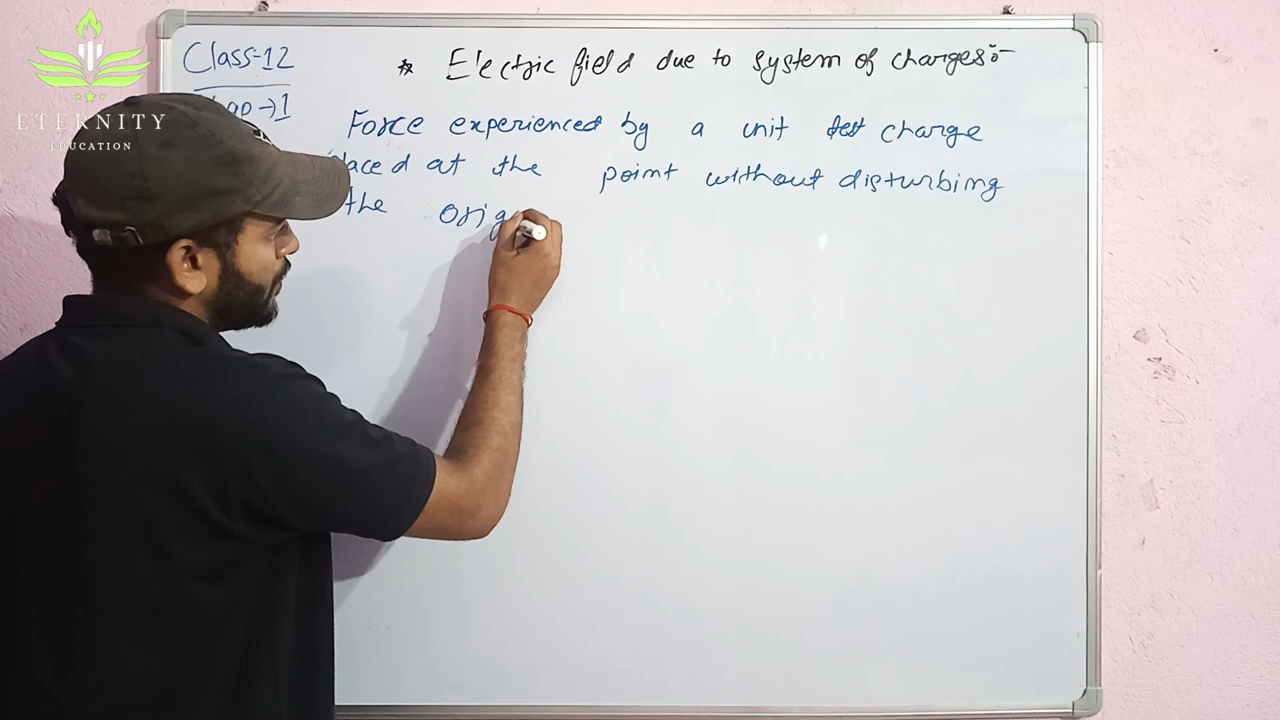 Class-12
* Electric field due to system of charges:-
→1
Force experienced by a unit test charge
placed at the point without disturbing
the orig
ETERNITY
EDUCATION